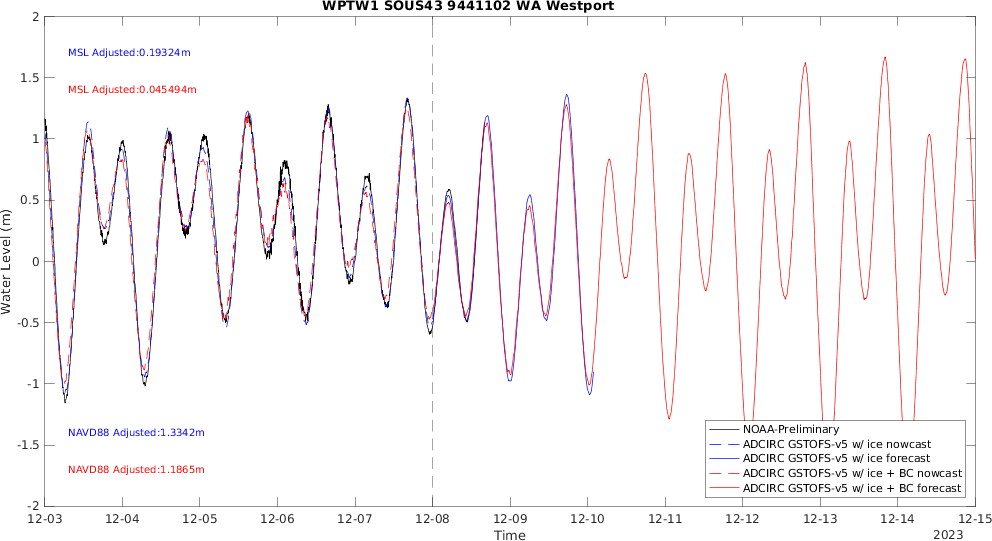 WPTW1 SOUS43 9441102 WA Westport
2
1.5
1
0.5
0
-0.5
-1
-1.5
-2
Water Level (m)
MSL Adjusted:0.19324m
MSL Adjusted:0.045494m
NAVD88 Adjusted:1.3342m
NAVD88 Adjusted:1.1865m
NOAA-Preliminary
ADCIRC GSTOFS-v5 w/ ice nowcast
ADCIRC GSTOFS-v5 w/ ice forecast
ADCIRC GSTOFS-v5 w/ ice + BC nowcast
ADCIRC GSTOFS-v5 w/ ice + BC forecast
12-03 12-04 12-05 12-06 12-07 12-08 12-09 12-10 12-11 12-12 12-13 12-14 12-15
Time
2023